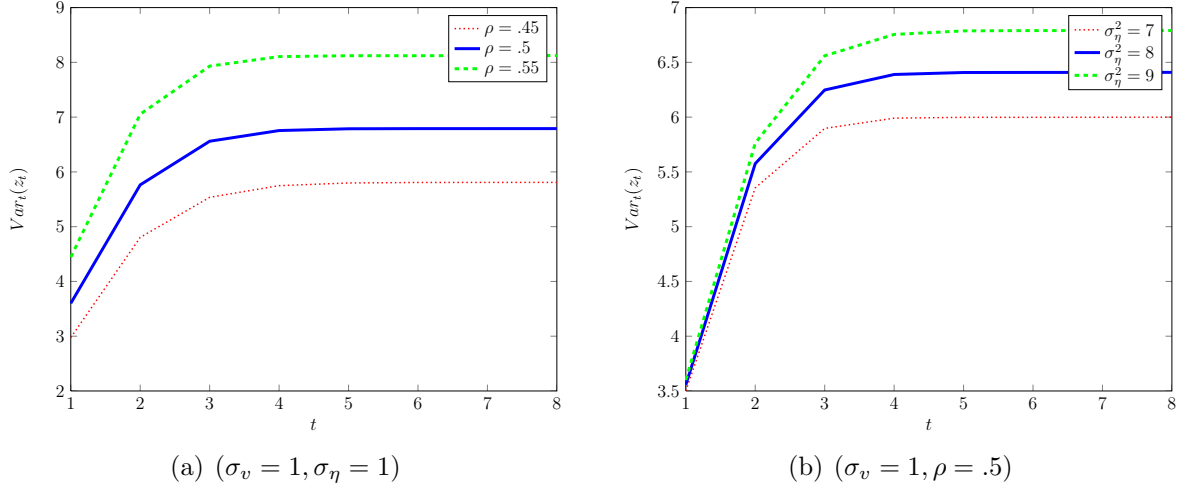 9
8
7
6
5
4
3
2
1
2
3
4
5
6
7
8
Var_t(z_t)
t
ρ = .45
ρ = .5
ρ = .55
(a) (σ_v = 1, σ_η = 1)
7
6.5
6
5.5
5
4.5
4
3.5
1
2
3
4
5
6
7
8
Var_t(z_t)
t
σ_η^2 = 7
σ_η^2 = 8
σ_η^2 = 9
(b) (σ_v = 1, ρ = .5)